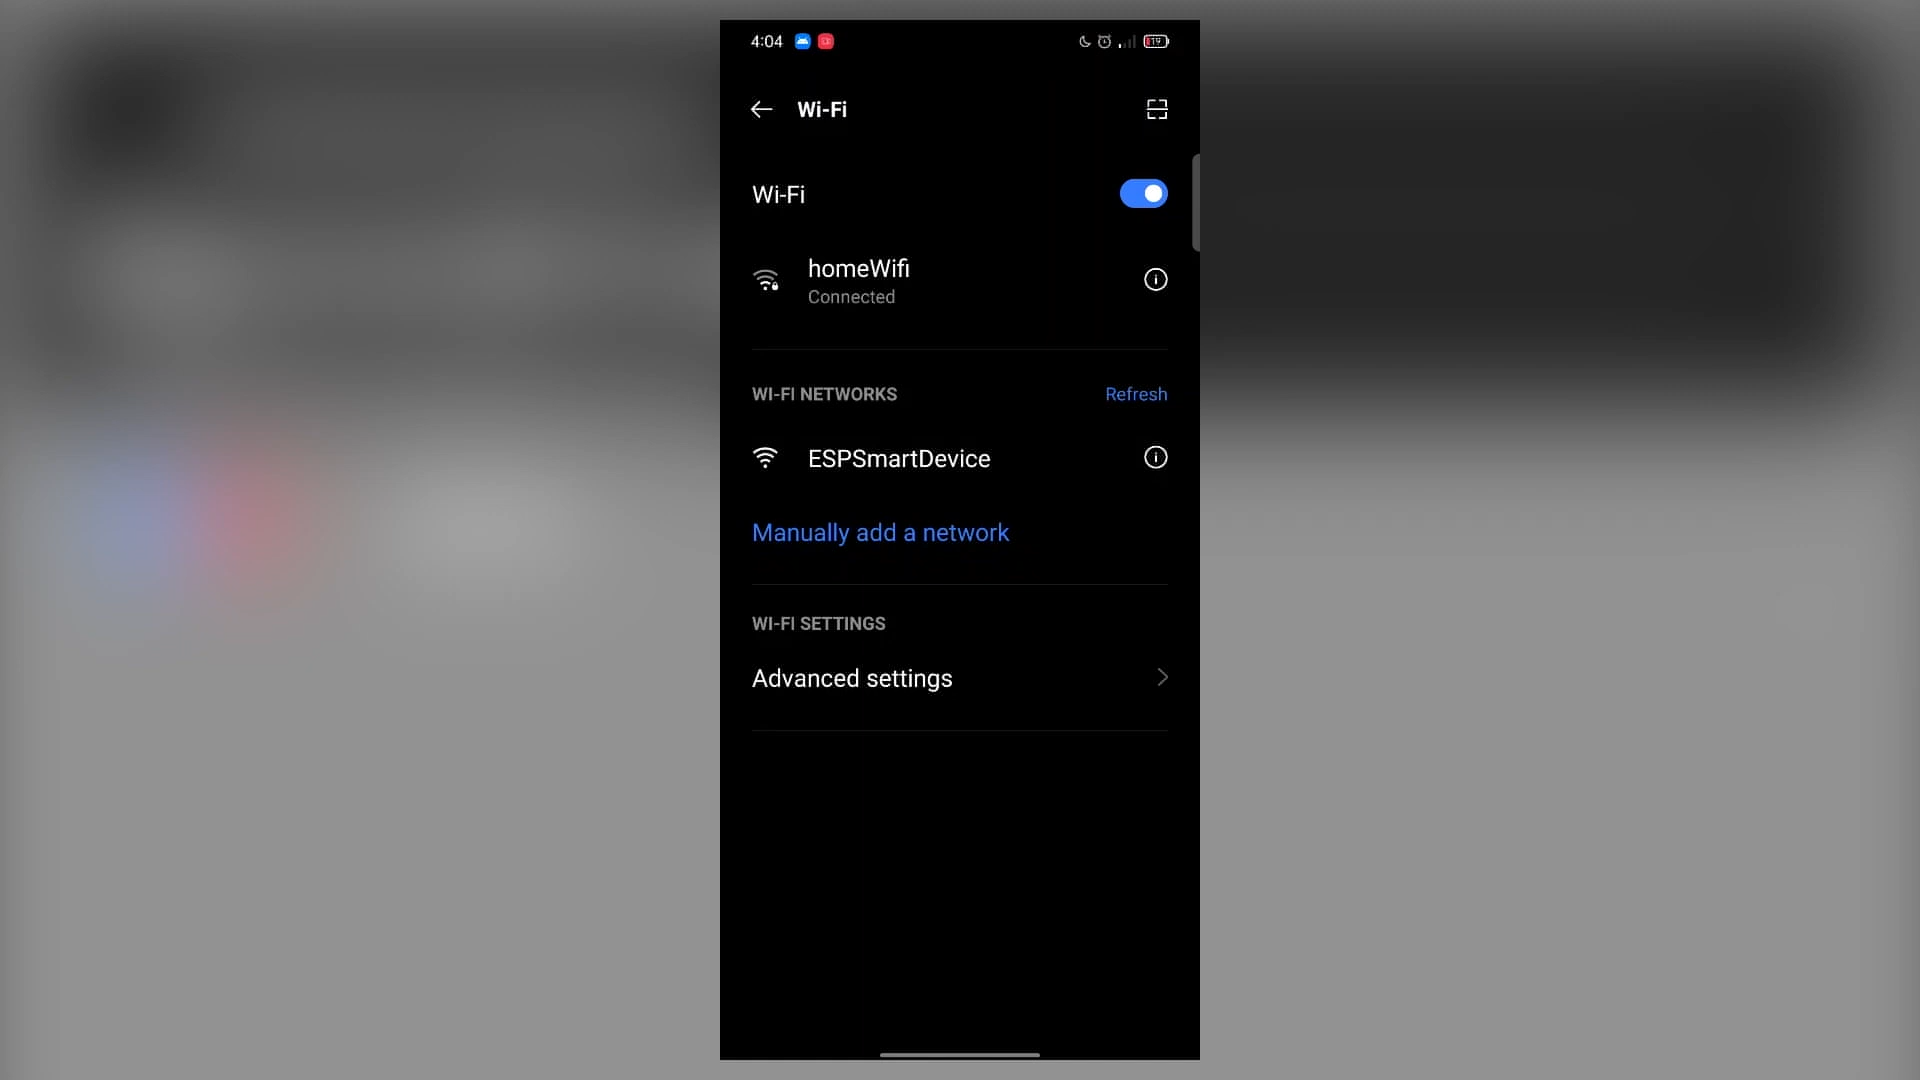 4:04
19
Wi-Fi
Wi-Fi
homeWifi
Connected
WI-FI NETWORKS
Refresh
ESPSmartDevice
Manually add a network
WI-FI SETTINGS
Advanced settings